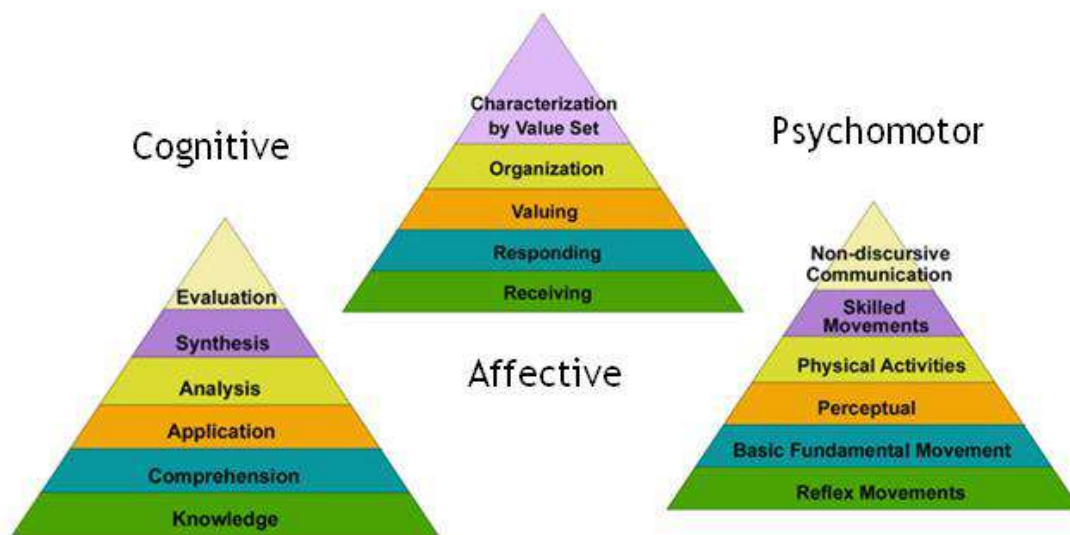 Cognitive
Evaluation
Synthesis
Analysis
Application
Comprehension
Knowledge
Characterization
by Value Set
Organization
Valuing
Responding
Receiving
Affective
Psychomotor
Non-discursive
Communication
Skilled
Movements
Physical Activities
Perceptual
Basic Fundamental Movement
Reflex Movements